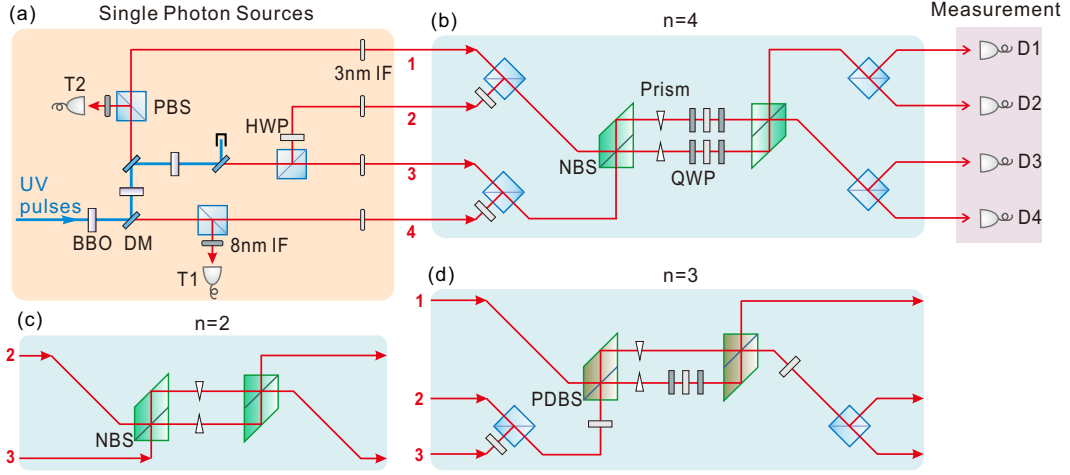 (a)
Single Photon Sources
T2
PBS
3nm IF
HWP
UV
pulses
BBO
DM
8nm IF
T1
1
2
3
4
(b)
n=4
Prism
NBS
QWP
Measurement
D1
D2
D3
D4
(c)
n=2
2
NBS
3
(d)
n=3
1
PDBS
2
3